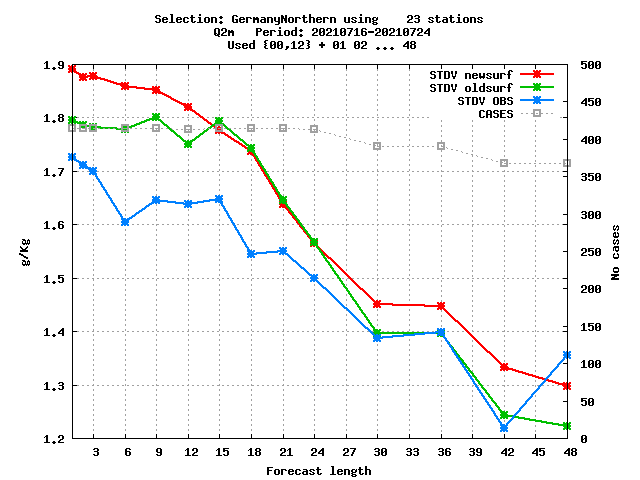 Selection: GermanyNorthern using    23 stations
Q2m   Period: 20210716-20210724
Used {00,12} + 01 02 ... 48
STDV newsurf
STDV oldsurf
STDV OBS
CASES
g/Kg
1.9
1.8
1.7
1.6
1.5
1.4
1.3
1.2
500
450
400
350
300
250
200
150
100
50
0
No cases
3 6 9 12 15 18 21 24 27 30 33 36 39 42 45 48
Forecast length